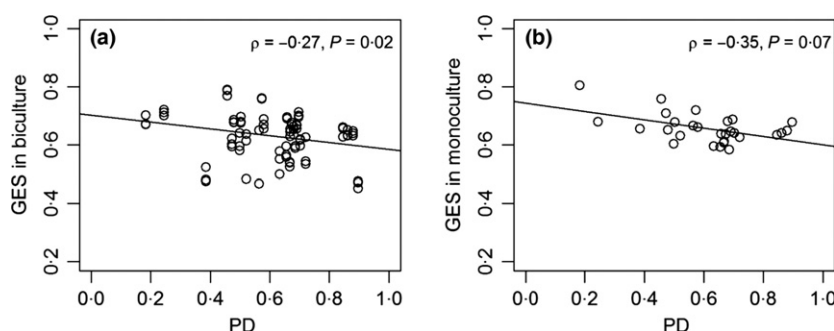 (a)
ρ = −0·27, P = 0·02
GES in biculture
1·0
0·8
0·6
0·4
0·2
0·0 0·2 0·4 0·6 0·8 1·0
PD
(b)
ρ = −0·35, P = 0·07
GES in monoculture
1·0
0·8
0·6
0·4
0·2
0·0 0·2 0·4 0·6 0·8 1·0
PD